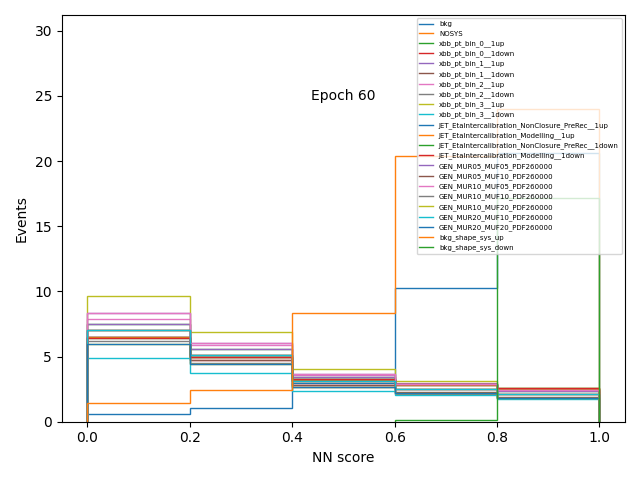 bkg
NOSYS
xbb_pt_bin_0__1up
xbb_pt_bin_0__1down
xbb_pt_bin_1__1up
xbb_pt_bin_1__1down
xbb_pt_bin_2__1up
xbb_pt_bin_2__1down
xbb_pt_bin_3__1up
xbb_pt_bin_3__1down
JET_EtaIntercalibration_NonClosure_PreRec__1up
JET_EtaIntercalibration_Modelling__1up
JET_EtaIntercalibration_NonClosure_PreRec__1down
JET_EtaIntercalibration_Modelling__1down
GEN_MUR05_MUF05_PDF260000
GEN_MUR05_MUF10_PDF260000
GEN_MUR10_MUF05_PDF260000
GEN_MUR10_MUF10_PDF260000
GEN_MUR10_MUF20_PDF260000
GEN_MUR20_MUF10_PDF260000
GEN_MUR20_MUF20_PDF260000
bkg_shape_sys_up
bkg_shape_sys_down
Epoch 60
Events
30
25
20
15
10
5
0
0.0 0.2 0.4 0.6 0.8 1.0
NN score